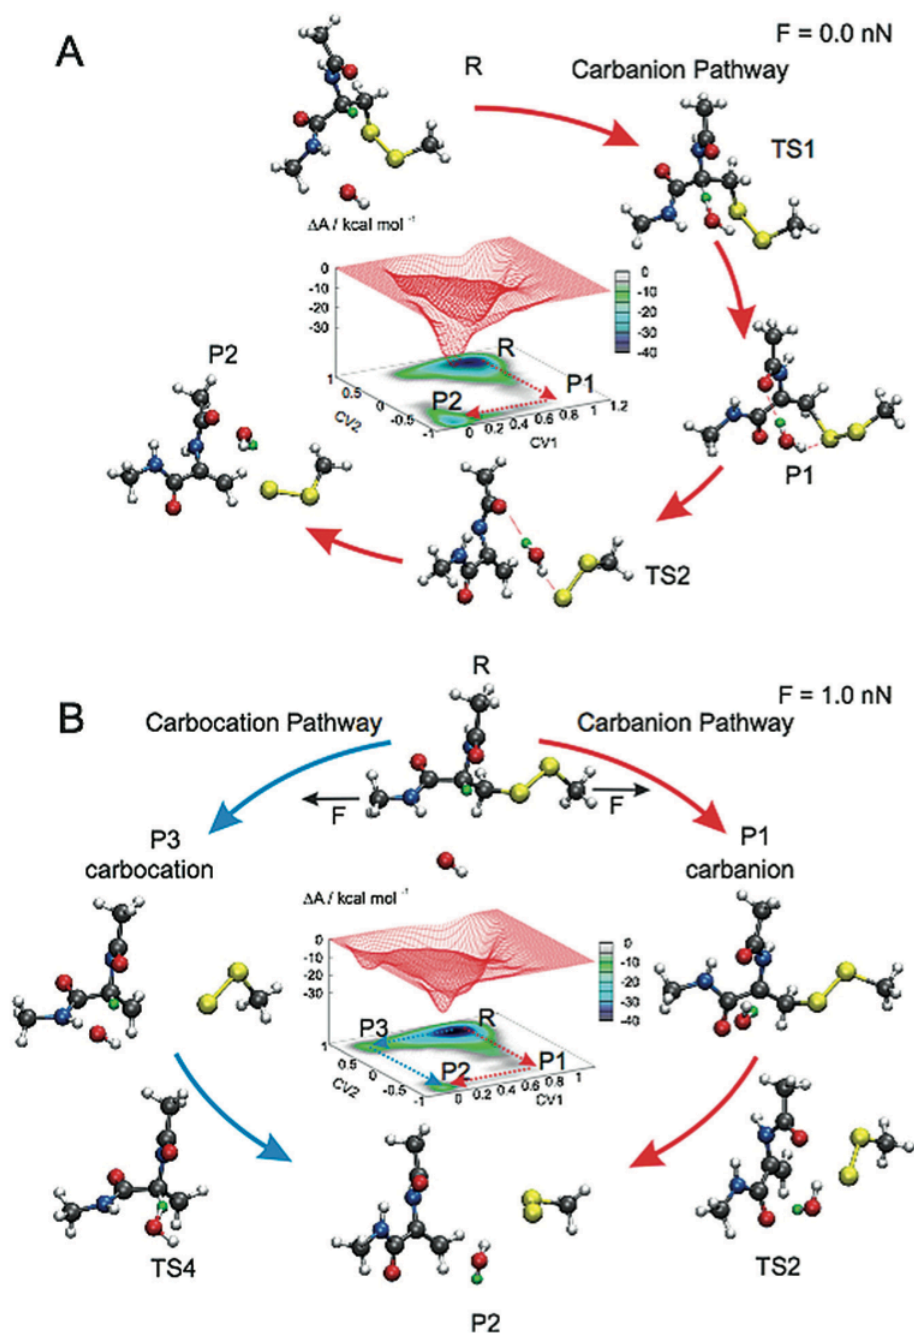 A
F = 0.0 nN
R
Carbanion Pathway
TS1
ΔA / kcal mol ⁻¹
0
-10
-20
-30
0
-10
-20
-30
-40
R
P1
P2
1
0.5
0
-0.5
-1
CV2
0
0.2
0.4
0.6
0.8
1
1.2
CV1
P2
P1
TS2
R
B
F = 1.0 nN
Carbocation Pathway
Carbanion Pathway
F
F
P3
carbocation
P1
carbanion
ΔA / kcal mol ⁻¹
0
-10
-20
-30
0
-10
-20
-30
-40
P3
R
P2
P1
1
0.5
0
-0.5
-1
CV2
0
0.2
0.4
0.6
0.8
1
CV1
TS4
TS2
P2